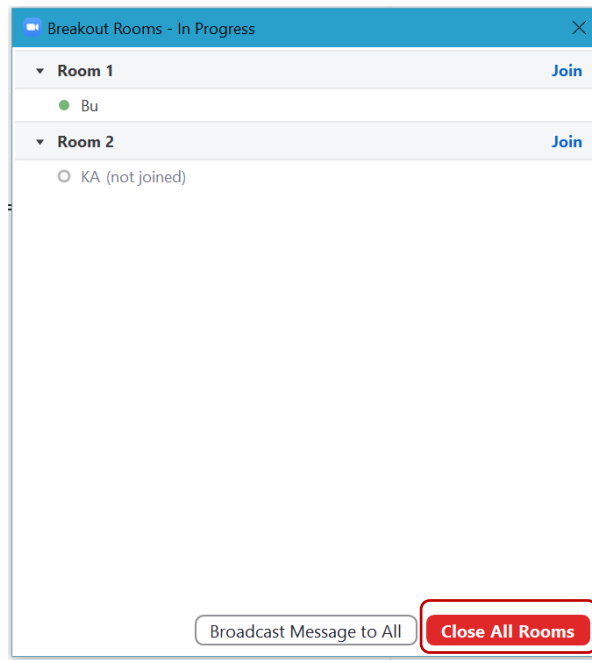 Breakout Rooms - In Progress
Room 1 Join
Bu
Room 2 Join
KA (not joined)
Broadcast Message to All Close All Rooms